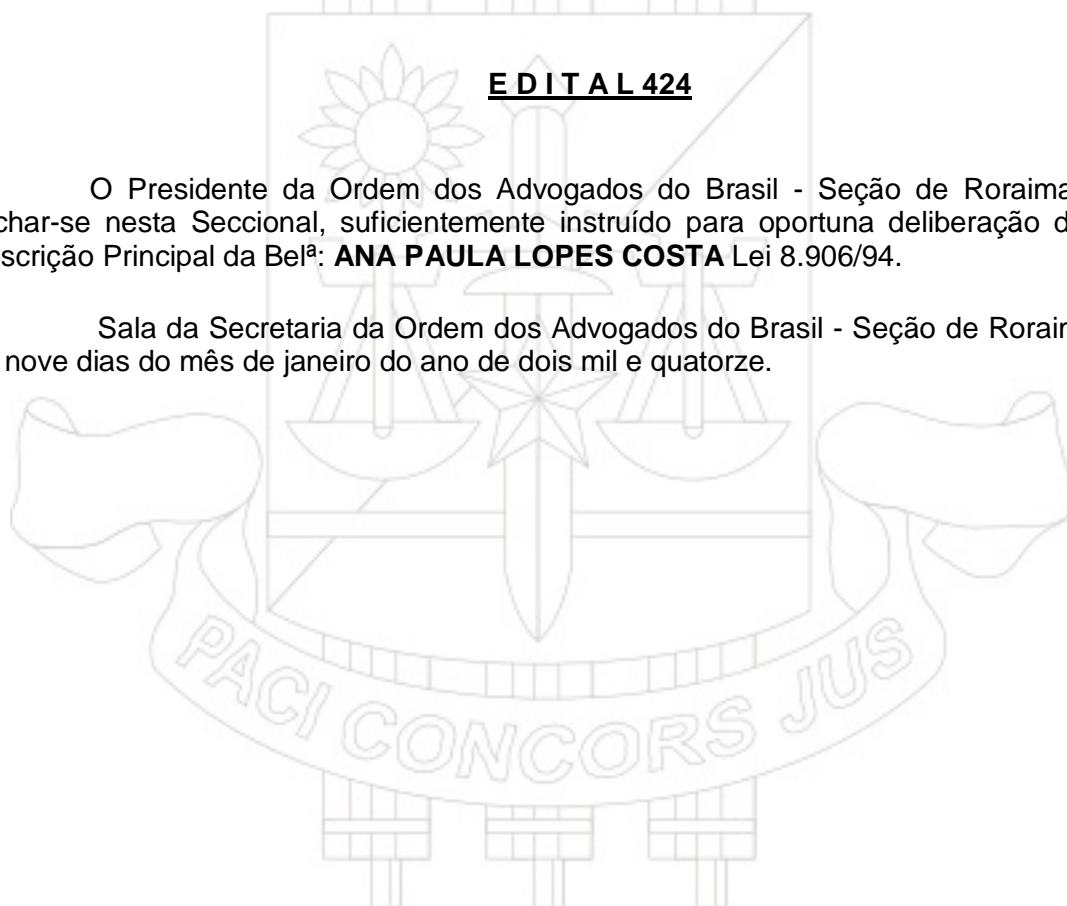 E D I T A L 424
O Presidente da Ordem dos Advogados do Brasil - Seção de Roraima
char-se nesta Seccional, suficientemente instruído para oportuna deliberação d
scrição Principal da Belª: ANA PAULA LOPES COSTA Lei 8.906/94.
Sala da Secretaria da Ordem dos Advogados do Brasil - Seção de Rorair
nove dias do mês de janeiro do ano de dois mil e quatorze.
PACI CONCORS JUS